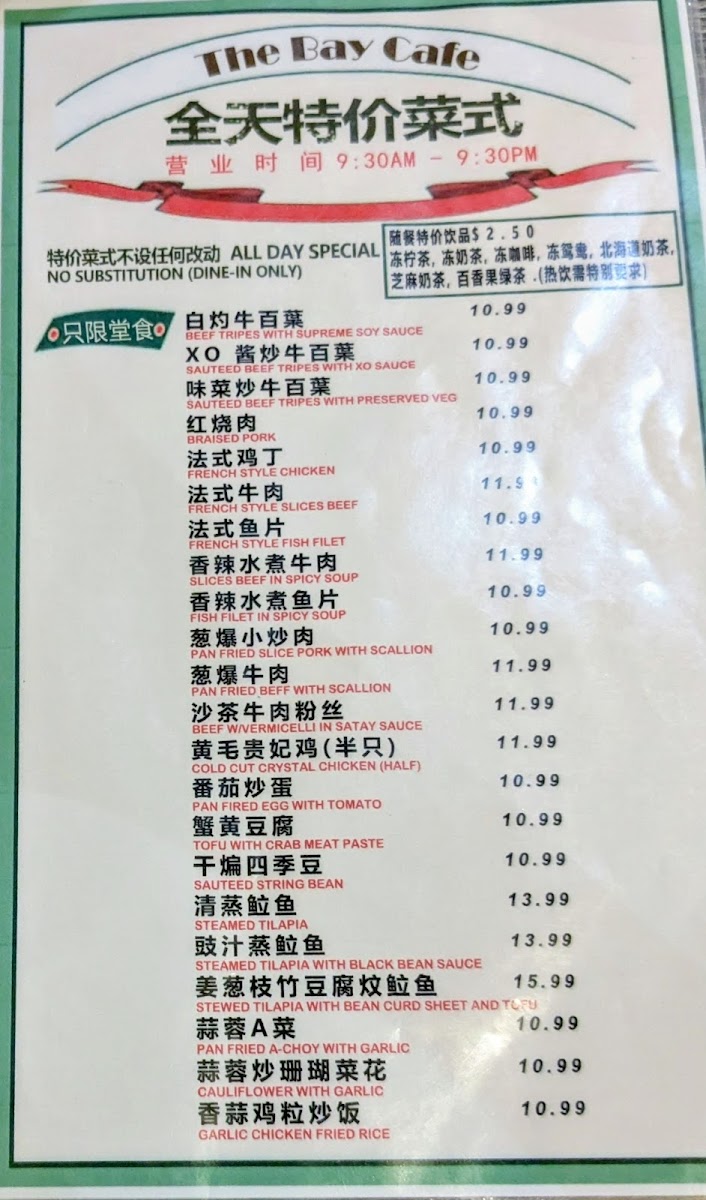 The Bay Cafe
全天特价菜式
营业时间 9:30AM - 9:30PM
特价菜式不设任何改动 ALL DAY SPECIAL
NO SUBSTITUTION (DINE-IN ONLY)
随餐特价饮品$2.50
冻柠茶, 冻奶茶, 冻咖啡, 冻鸳鸯, 北海道奶茶,
芝麻奶茶, 百香果绿茶 .(热饮需特别要求)
只限堂食
白灼牛百葉 10.99
BEEF TRIPES WITH SUPREME SOY SAUCE
XO 酱炒牛百葉 10.99
SAUTEED BEEF TRIPES WITH XO SAUCE
味菜炒牛百葉 10.99
SAUTEED BEEF TRIPES WITH PRESERVED VEG
红烧肉 10.99
BRAISED PORK
法式鸡丁 10.99
FRENCH STYLE CHICKEN
法式牛肉 11.99
FRENCH STYLE SLICES BEEF
法式鱼片 10.99
FRENCH STYLE FISH FILET
香辣水煮牛肉 11.99
SLICES BEEF IN SPICY SOUP
香辣水煮鱼片 10.99
FISH FILET IN SPICY SOUP
葱爆小炒肉 10.99
PAN FRIED SLICE PORK WITH SCALLION
葱爆牛肉 11.99
PAN FRIED BEFF WITH SCALLION
沙茶牛肉粉丝 11.99
BEEF W/VERMICELLI IN SATAY SAUCE
黄毛贵妃鸡(半只) 11.99
COLD CUT CRYSTAL CHICKEN (HALF)
番茄炒蛋 10.99
PAN FIRED EGG WITH TOMATO
蟹黄豆腐 10.99
TOFU WITH CRAB MEAT PASTE
干煸四季豆 10.99
SAUTEED STRING BEAN
清蒸鲅鱼 13.99
STEAMED TILAPIA
豉汁蒸鲅鱼 13.99
STEAMED TILAPIA WITH BLACK BEAN SAUCE
姜葱枝竹豆腐炆鲅鱼 15.99
STEWED TILAPIA WITH BEAN CURD SHEET AND TOFU
蒜蓉A菜 10.99
PAN FRIED A-CHOY WITH GARLIC
蒜蓉炒珊瑚菜花 10.99
CAULIFLOWER WITH GARLIC
香蒜鸡粒炒饭 10.99
GARLIC CHICKEN FRIED RICE